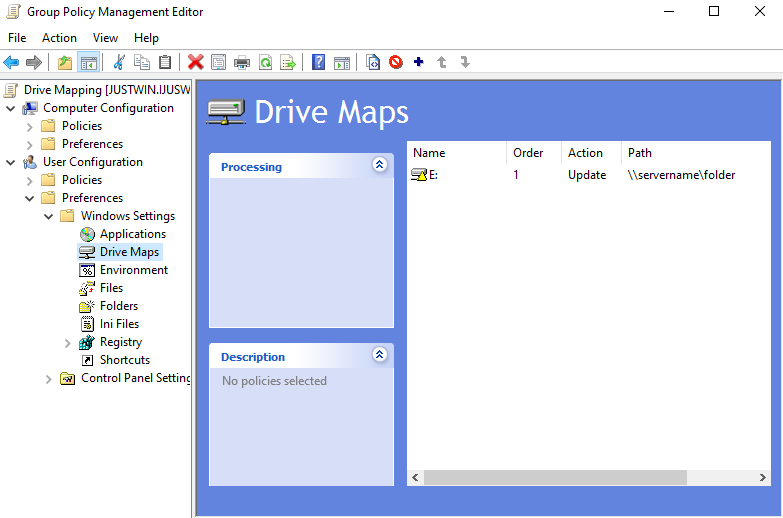 Group Policy Management Editor
File Action View Help
Drive Mapping [JUSTWIN.IJUSW
Computer Configuration
Policies
Preferences
User Configuration
Policies
Preferences
Windows Settings
Applications
Drive Maps
Environment
Files
Folders
Ini Files
Registry
Shortcuts
Control Panel Setting
Drive Maps
Processing
Description
No policies selected
Name Order Action Path
E: 1 Update \\servername\folder